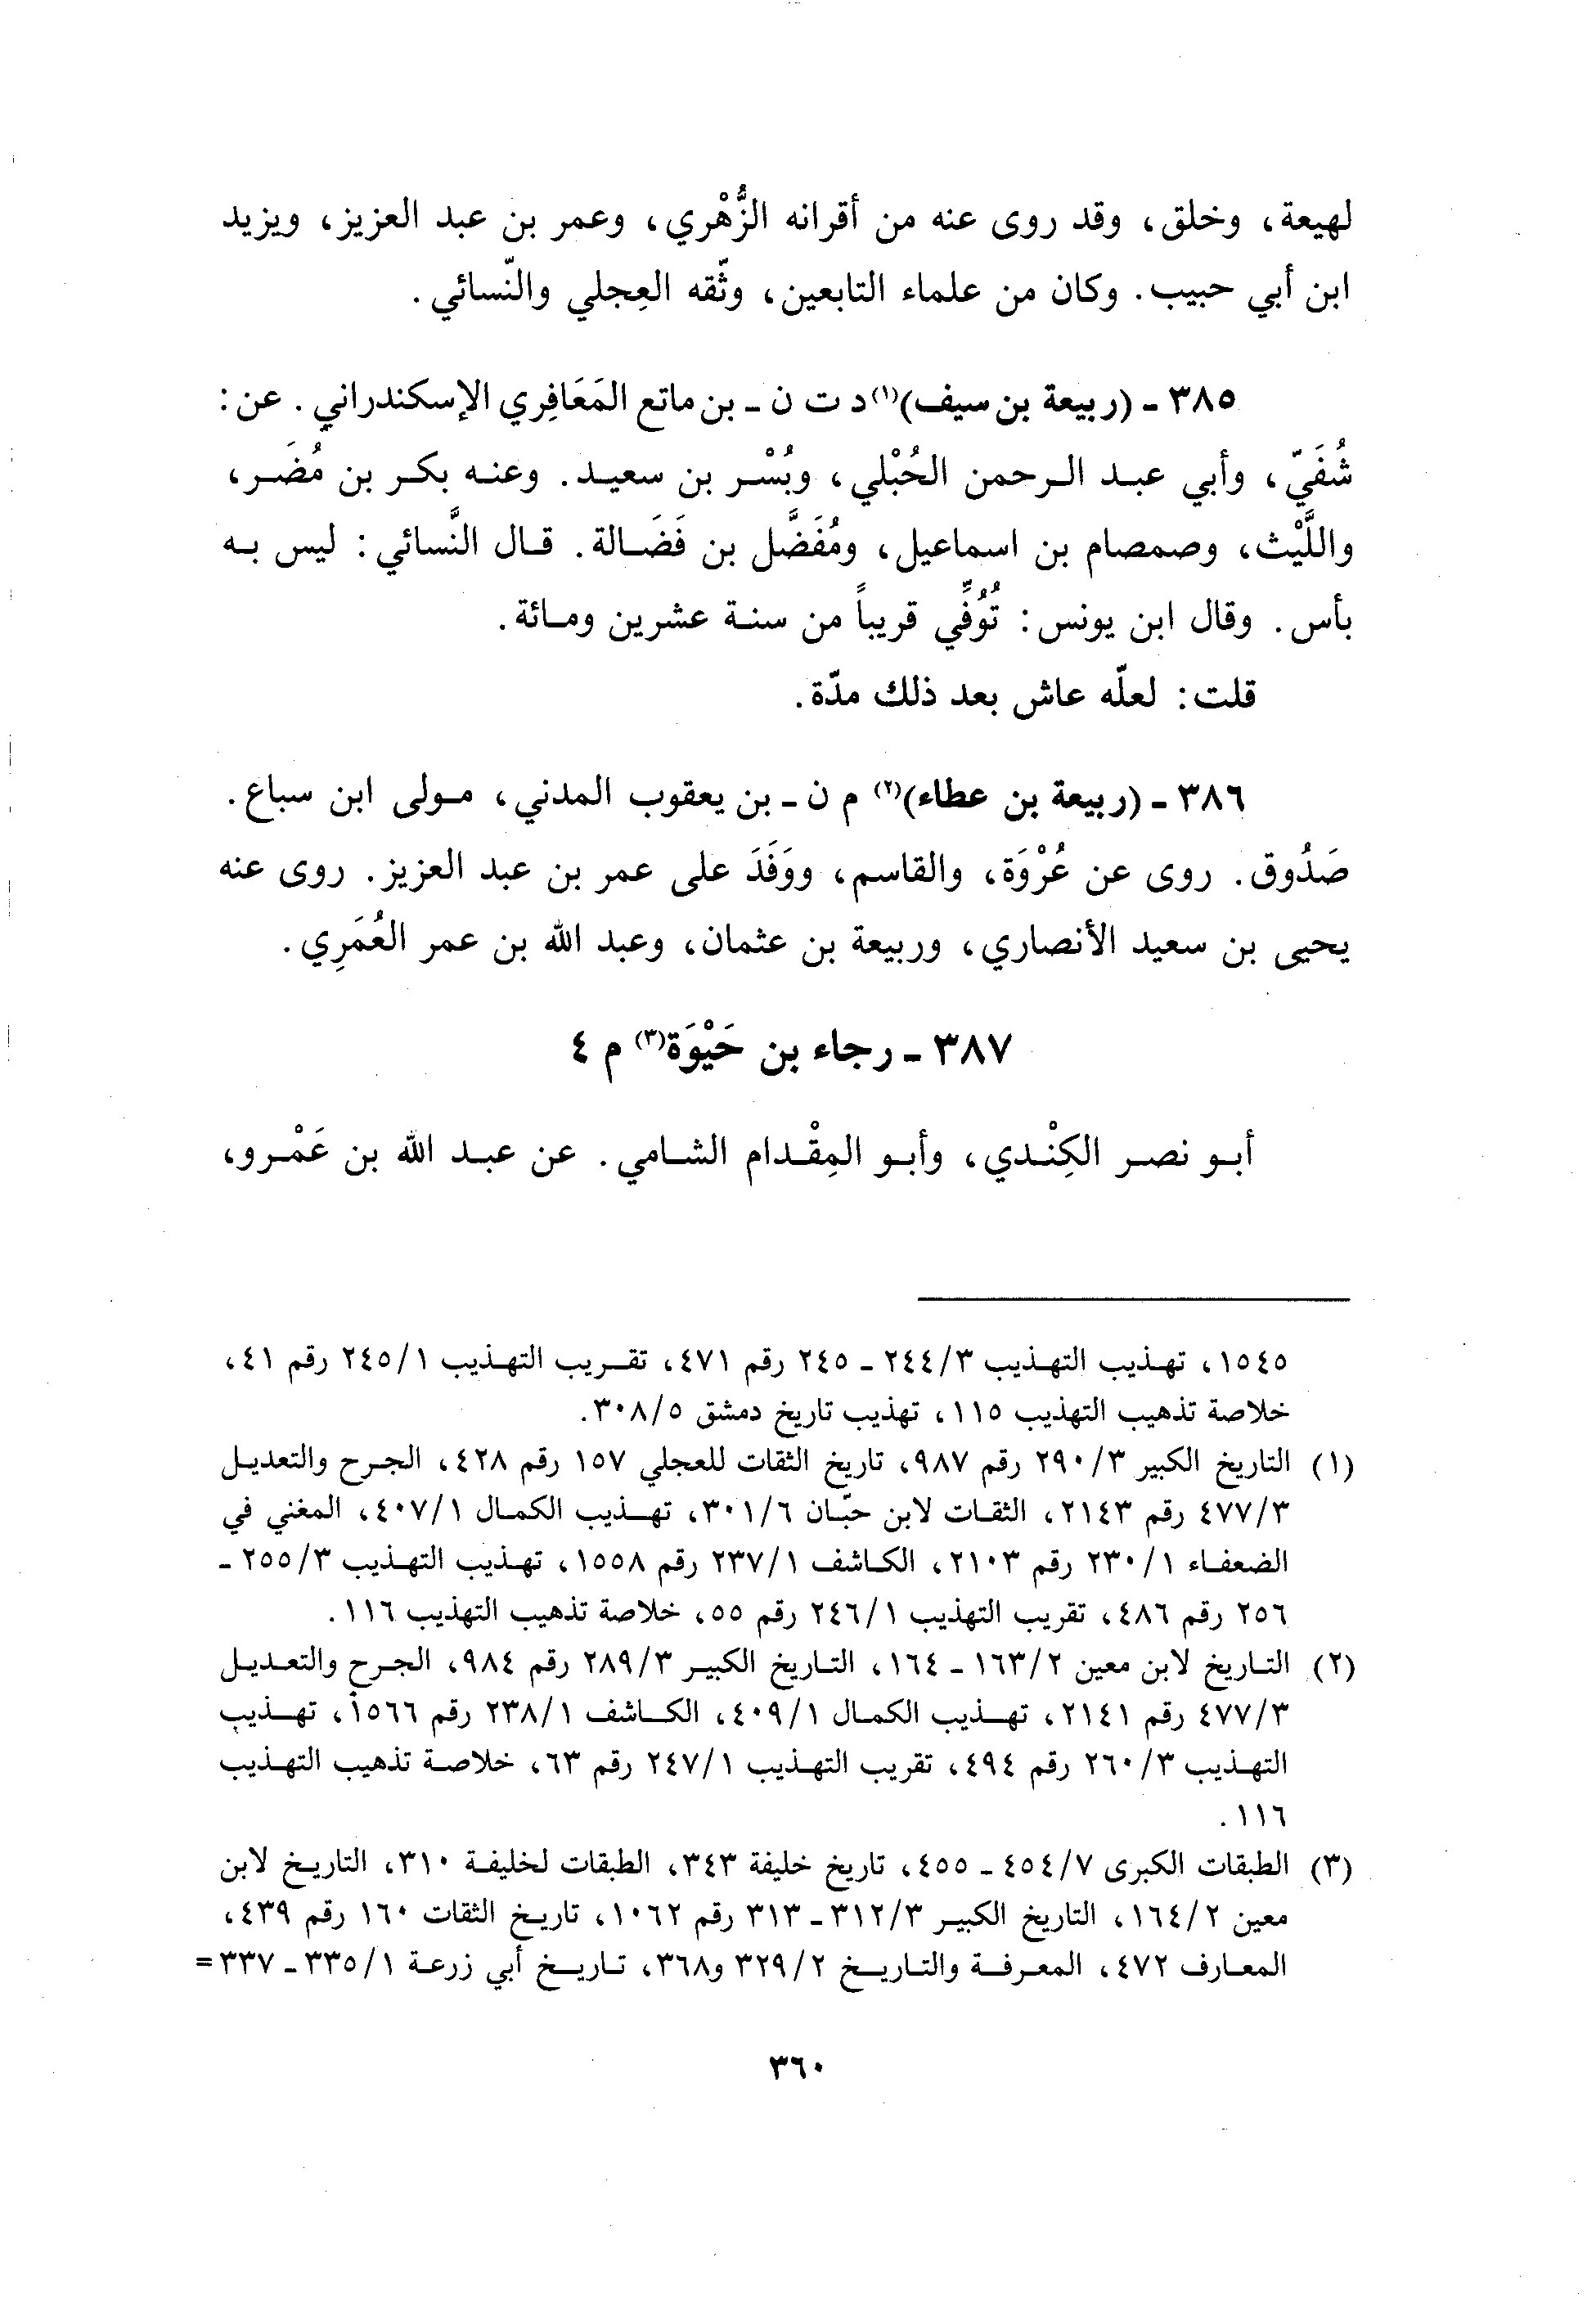 لهيعة، وخلق، وقد روى عنه من أقرانه الزُّهْري، وعمر بن عبد العزيز، ويزيد
ابن أبي حبيب. وكان من علماء التابعين، وثّقه العِجلي والنّسائي.
٣٨٥ ـ (ربيعة بن سيف)(١) د ت ن ـ بن ماتع المَعَافِري الإسكندراني. عن:
شُفَيّ، وأبي عبد الرحمن الحُبْلي، وبُسْر بن سعيد. وعنه بكر بن مُضَر،
واللَّيْث، وصمصام بن اسماعيل، ومُفَضَّل بن فَضَالة. قال النَّسائي: ليس به
بأس. وقال ابن يونس: تُوُفِّي قريباً من سنة عشرين ومائة.
قلت: لعلّه عاش بعد ذلك مدّة.
٣٨٦ ـ (ربيعة بن عطاء)(٢) م ن ـ بن يعقوب المدني، مولى ابن سباع.
صَدُوق. روى عن عُرْوَة، والقاسم، ووَفَدَ على عمر بن عبد العزيز. روى عنه
يحيى بن سعيد الأنصاري، وربيعة بن عثمان، وعبد الله بن عمر العُمَرِي.
٣٨٧ ـ رجاء بن حَيْوَة(٣) م ٤
أبو نصر الكِنْدي، وأبو المِقْدام الشامي. عن عبد الله بن عَمْرو،
١٥٤٥، تهذيب التهذيب ٢٤٤/٣ ـ ٢٤٥ رقم ٤٧١، تقريب التهذيب ٢٤٥/١ رقم ٤١،
خلاصة تذهيب التهذيب ١١٥، تهذيب تاريخ دمشق ٣٠٨/٥.
(١) التاريخ الكبير ٢٩٠/٣ رقم ٩٨٧، تاريخ الثقات للعجلي ١٥٧ رقم ٤٢٨، الجرح والتعديل
٤٧٧/٣ رقم ٢١٤٣، الثقات لابن حبّان ٣٠١/٦، تهذيب الكمال ٤٠٧/١، المغني في
الضعفاء ٢٣٠/١ رقم ٢١٠٣، الكاشف ٢٣٧/١ رقم ١٥٥٨، تهذيب التهذيب ٢٥٥/٣ ـ
٢٥٦ رقم ٤٨٦، تقريب التهذيب ٢٤٦/١ رقم ٥٥، خلاصة تذهيب التهذيب ١١٦.
(٢) التاريخ لابن معين ١٦٣/٢ ـ ١٦٤، التاريخ الكبير ٢٨٩/٣ رقم ٩٨٤، الجرح والتعديل
٤٧٧/٣ رقم ٢١٤١، تهذيب الكمال ٤٠٩/١، الكاشف ٢٣٨/١ رقم ١٥٦٦، تهذيب
التهذيب ٢٦٠/٣ رقم ٤٩٤، تقريب التهذيب ٢٤٧/١ رقم ٦٣، خلاصة تذهيب التهذيب
١١٦.
(٣) الطبقات الكبرى ٤٥٤/٧ ـ ٤٥٥، تاريخ خليفة ٣٤٣، الطبقات لخليفة ٣١٠، التاريخ لابن
معين ١٦٤/٢، التاريخ الكبير ٣١٢/٣ ـ ٣١٣ رقم ١٠٦٢، تاريخ الثقات ١٦٠ رقم ٤٣٩،
المعارف ٤٧٢، المعرفة والتاريخ ٣٢٩/٢ و٣٦٨، تاريخ أبي زرعة ٣٣٥/١ ـ ٣٣٧ =
٣٦٠